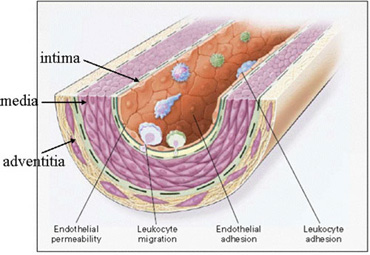 intima
media
adventitia
Endothelial permeability
Leukocyte migration
Endothelial adhesion
Leukocyte adhesion